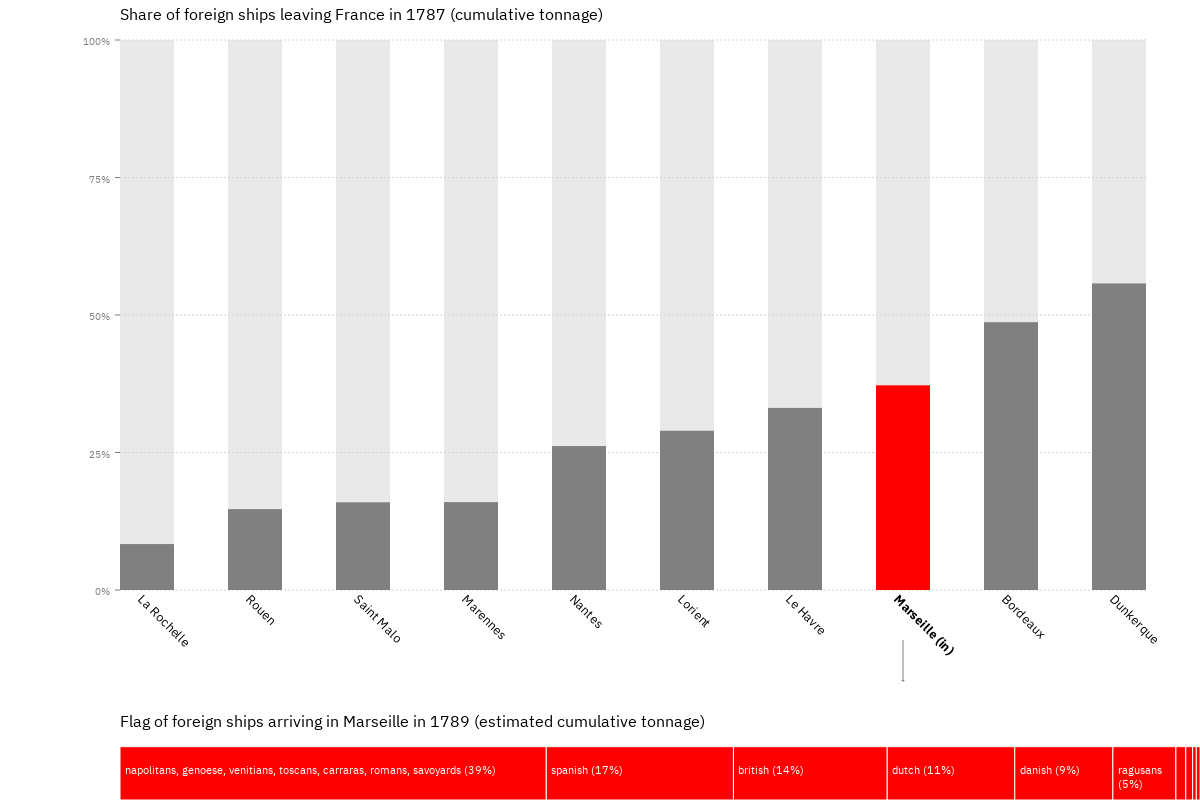 Share of foreign ships leaving France in 1787 (cumulative tonnage)
100%
75%
50%
25%
0%
La Rochelle
Rouen
Saint Malo
Marennes
Nantes
Lorient
Le Havre
Marseille (in)
Bordeaux
Dunkerque
Flag of foreign ships arriving in Marseille in 1789 (estimated cumulative tonnage)
napolitans, genoese, venitians, toscans, carraras, romans, savoyards (39%)
spanish (17%)
british (14%)
dutch (11%)
danish (9%)
ragusans
(5%)